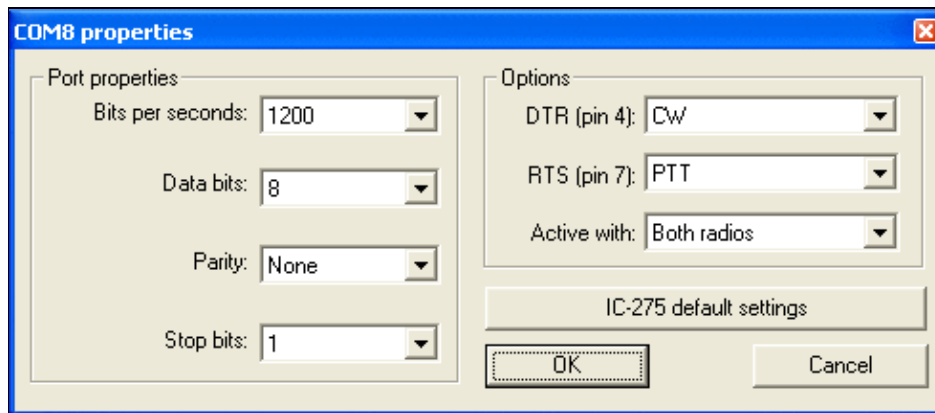 COM8 properties
Port properties
Bits per seconds: 1200
Data bits: 8
Parity: None
Stop bits: 1
Options
DTR (pin 4): CW
RTS (pin 7): PTT
Active with: Both radios
IC-275 default settings
OK Cancel